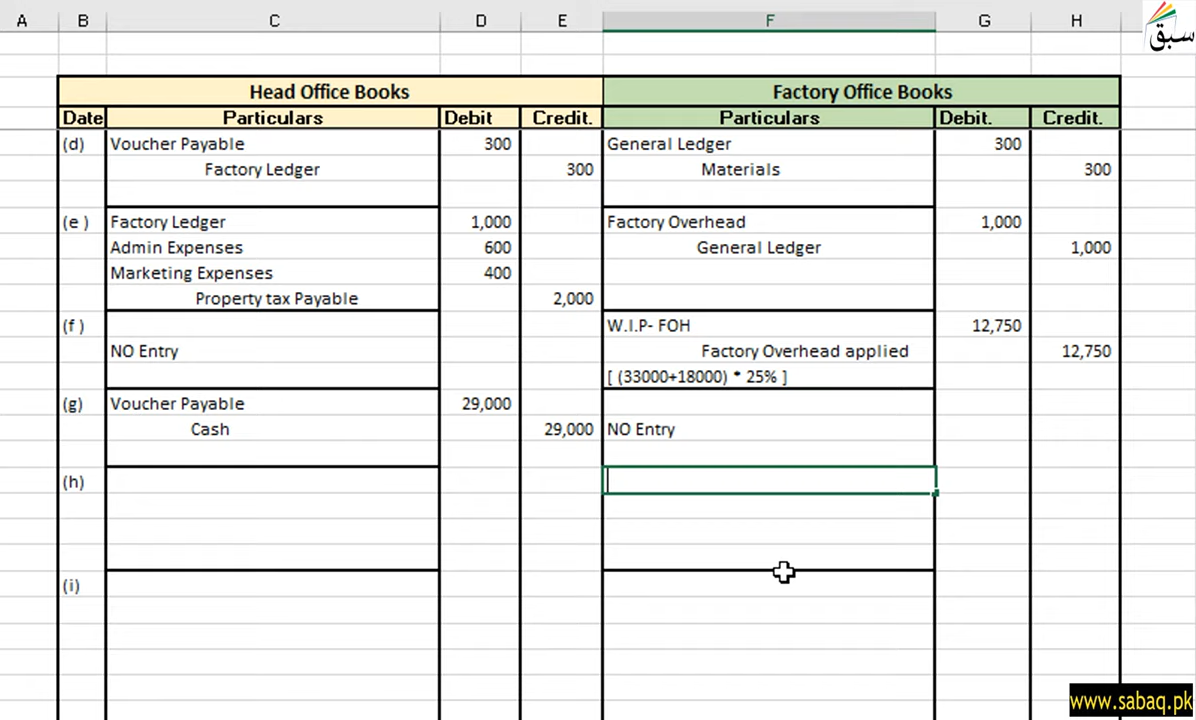 A B C D E F G H
سبق
Head Office Books Factory Office Books
Date Particulars Debit Credit. Particulars Debit. Credit.
(d) Voucher Payable 300 General Ledger 300
Factory Ledger 300 Materials 300
(e ) Factory Ledger 1,000 Factory Overhead 1,000
Admin Expenses 600 General Ledger 1,000
Marketing Expenses 400
Property tax Payable 2,000
(f ) W.I.P- FOH 12,750
NO Entry Factory Overhead applied 12,750
[ (33000+18000) * 25% ]
(g) Voucher Payable 29,000
Cash 29,000 NO Entry
(h)
(i)
www.sabaq.pk